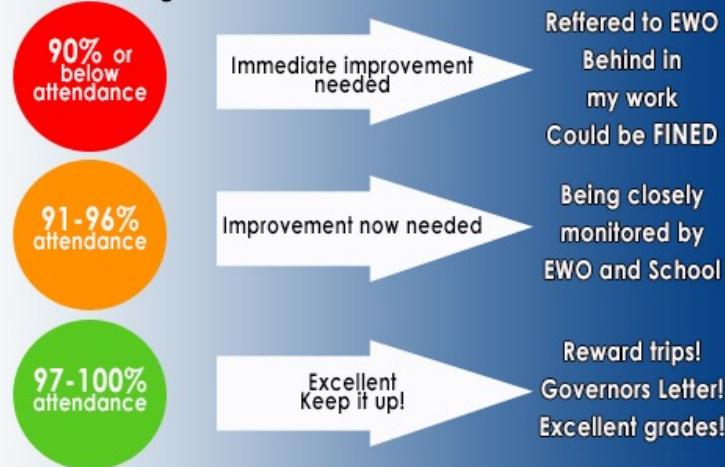 90% or
below
attendance
Immediate improvement
needed
Reffered to EWO
Behind in
my work
Could be FINED
91-96%
attendance
Improvement now needed
Being closely
monitored by
EWO and School
97-100%
attendance
Excellent
Keep it up!
Reward trips!
Governors Letter!
Excellent grades!